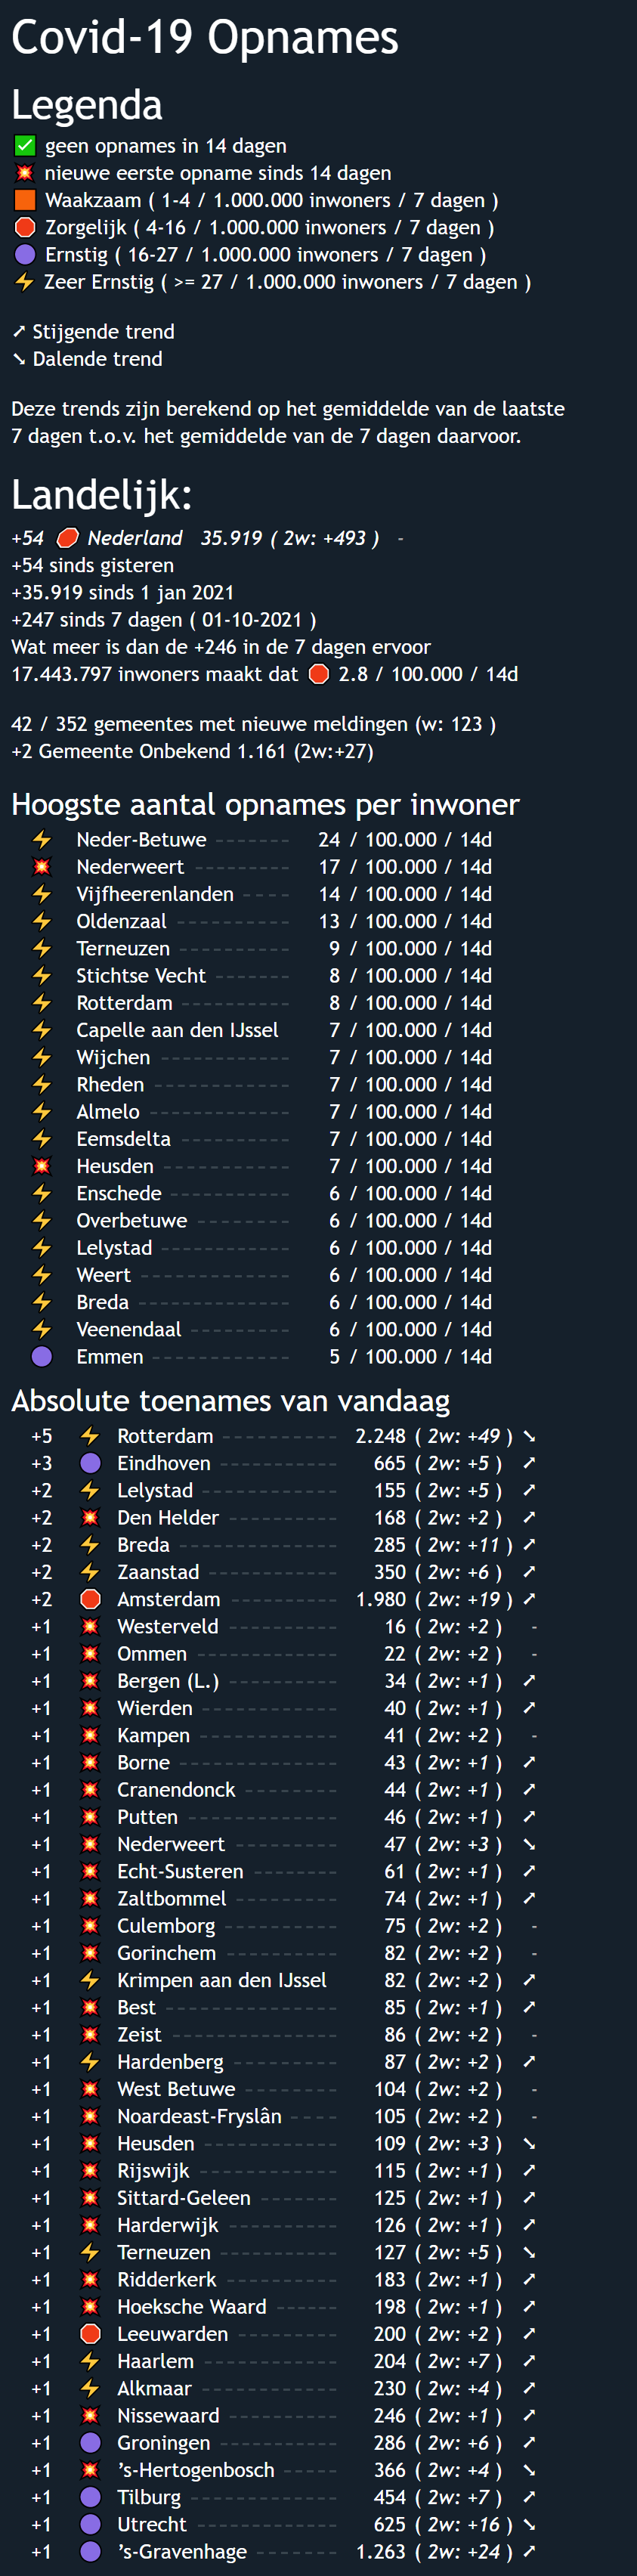 Covid-19 Opnames
Legenda
✅ geen opnames in 14 dagen
💥 nieuwe eerste opname sinds 14 dagen
🟧 Waakzaam ( 1-4 / 1.000.000 inwoners / 7 dagen )
🛑 Zorgelijk ( 4-16 / 1.000.000 inwoners / 7 dagen )
🟣 Ernstig ( 16-27 / 1.000.000 inwoners / 7 dagen )
⚡ Zeer Ernstig ( >= 27 / 1.000.000 inwoners / 7 dagen )
➚ Stijgende trend
➘ Dalende trend
Deze trends zijn berekend op het gemiddelde van de laatste
7 dagen t.o.v. het gemiddelde van de 7 dagen daarvoor.
Landelijk:
+54 🛑 Nederland 35.919 ( 2w: +493 ) -
+54 sinds gisteren
+35.919 sinds 1 jan 2021
+247 sinds 7 dagen ( 01-10-2021 )
Wat meer is dan de +246 in de 7 dagen ervoor
17.443.797 inwoners maakt dat 🛑 2.8 / 100.000 / 14d
42 / 352 gemeentes met nieuwe meldingen (w: 123 )
+2 Gemeente Onbekend 1.161 (2w:+27)
Hoogste aantal opnames per inwoner
⚡ Neder-Betuwe ------- 24 / 100.000 / 14d
💥 Nederweert --------- 17 / 100.000 / 14d
⚡ Vijfheerenlanden ----- 14 / 100.000 / 14d
⚡ Oldenzaal ----------- 13 / 100.000 / 14d
⚡ Terneuzen ---------- 9 / 100.000 / 14d
⚡ Stichtse Vecht ------- 8 / 100.000 / 14d
⚡ Rotterdam ---------- 8 / 100.000 / 14d
⚡ Capelle aan den IJssel 7 / 100.000 / 14d
⚡ Wijchen ------------ 7 / 100.000 / 14d
⚡ Rheden ------------- 7 / 100.000 / 14d
⚡ Almelo ------------- 7 / 100.000 / 14d
⚡ Eemsdelta ----------- 7 / 100.000 / 14d
💥 Heusden ------------ 7 / 100.000 / 14d
⚡ Enschede ----------- 6 / 100.000 / 14d
⚡ Overbetuwe --------- 6 / 100.000 / 14d
⚡ Lelystad ------------ 6 / 100.000 / 14d
⚡ Weert -------------- 6 / 100.000 / 14d
⚡ Breda -------------- 6 / 100.000 / 14d
⚡ Veenendaal ---------- 6 / 100.000 / 14d
🟣 Emmen ------------- 5 / 100.000 / 14d
Absolute toenames van vandaag
+5 ⚡ Rotterdam ----------- 2.248 ( 2w: +49 ) ➘
+3 🟣 Eindhoven ----------- 665 ( 2w: +5 ) ➚
+2 ⚡ Lelystad ------------- 155 ( 2w: +5 ) ➚
+2 💥 Den Helder ---------- 168 ( 2w: +2 ) ➚
+2 ⚡ Breda --------------- 285 ( 2w: +11 ) ➚
+2 ⚡ Zaanstad ------------ 350 ( 2w: +6 ) ➚
+2 🛑 Amsterdam ---------- 1.980 ( 2w: +19 ) ➚
+1 💥 Westerveld ---------- 16 ( 2w: +2 ) -
+1 💥 Ommen ------------- 22 ( 2w: +2 ) -
+1 💥 Bergen (L.) ---------- 34 ( 2w: +1 ) ➚
+1 💥 Wierden ------------ 40 ( 2w: +1 ) ➚
+1 💥 Kampen ------------- 41 ( 2w: +2 ) -
+1 💥 Borne --------------- 43 ( 2w: +1 ) ➚
+1 💥 Cranendonck --------- 44 ( 2w: +1 ) ➚
+1 💥 Putten -------------- 46 ( 2w: +1 ) ➚
+1 💥 Nederweert ---------- 47 ( 2w: +3 ) ➘
+1 💥 Echt-Susteren -------- 61 ( 2w: +1 ) ➚
+1 💥 Zaltbommel ---------- 74 ( 2w: +1 ) ➚
+1 💥 Culemborg ----------- 75 ( 2w: +2 ) -
+1 💥 Gorinchem ----------- 82 ( 2w: +2 ) -
+1 ⚡ Krimpen aan den IJssel 82 ( 2w: +2 ) ➚
+1 💥 Best ---------------- 85 ( 2w: +1 ) ➚
+1 💥 Zeist ---------------- 86 ( 2w: +2 ) -
+1 ⚡ Hardenberg ---------- 87 ( 2w: +2 ) ➚
+1 💥 West Betuwe --------- 104 ( 2w: +2 ) -
+1 💥 Noardeast-Fryslân ----- 105 ( 2w: +2 ) -
+1 💥 Heusden ------------- 109 ( 2w: +3 ) ➘
+1 💥 Rijswijk ------------- 115 ( 2w: +1 ) ➚
+1 💥 Sittard-Geleen ------- 125 ( 2w: +1 ) ➚
+1 💥 Harderwijk ---------- 126 ( 2w: +1 ) ➚
+1 ⚡ Terneuzen ----------- 127 ( 2w: +5 ) ➘
+1 💥 Ridderkerk ----------- 183 ( 2w: +1 ) ➚
+1 💥 Hoeksche Waard ------ 198 ( 2w: +1 ) ➚
+1 🛑 Leeuwarden ---------- 200 ( 2w: +2 ) ➚
+1 ⚡ Haarlem ------------ 204 ( 2w: +7 ) ➚
+1 ⚡ Alkmaar ------------- 230 ( 2w: +4 ) ➚
+1 💥 Nissewaard ---------- 246 ( 2w: +1 ) ➚
+1 🟣 Groningen ----------- 286 ( 2w: +6 ) ➚
+1 💥 ’s-Hertogenbosch ----- 366 ( 2w: +4 ) ➘
+1 🟣 Tilburg -------------- 454 ( 2w: +7 ) ➚
+1 🟣 Utrecht ------------- 625 ( 2w: +16 ) ➘
+1 🟣 ’s-Gravenhage -------- 1.263 ( 2w: +24 ) ➚